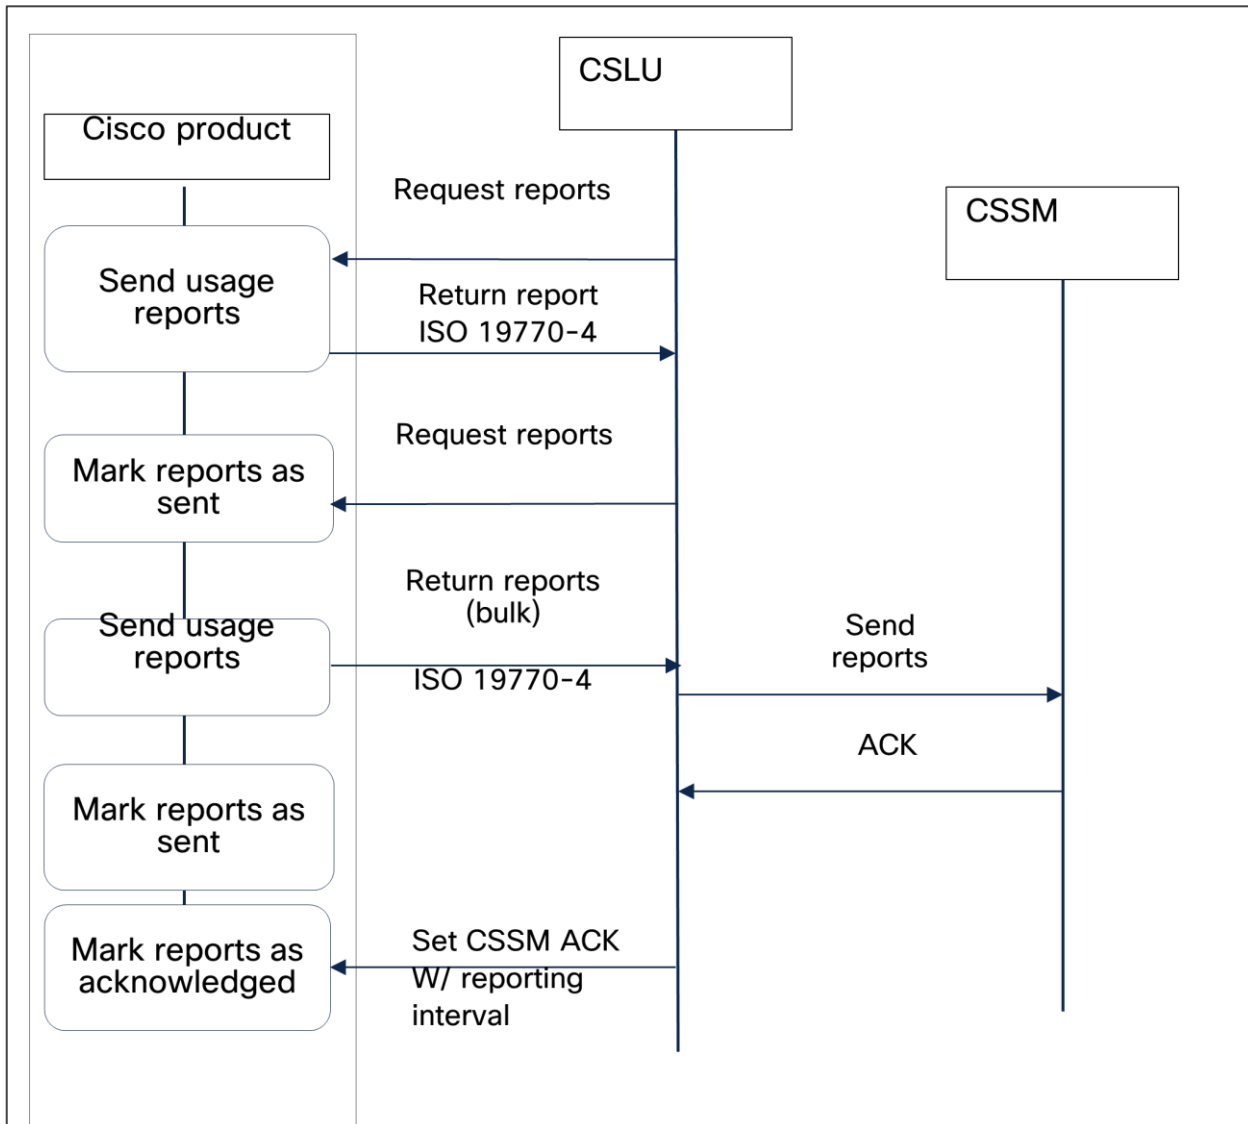 CSLU
Cisco product
Request reports
CSSM
Send usage
reports
Return report
ISO 19770-4
Request reports
Mark reports as
sent
Return reports
(bulk)
Send usage
reports
ISO 19770-4
Send
reports
ACK
Mark reports as
sent
Mark reports as
acknowledged
Set CSSM ACK
W/ reporting
interval